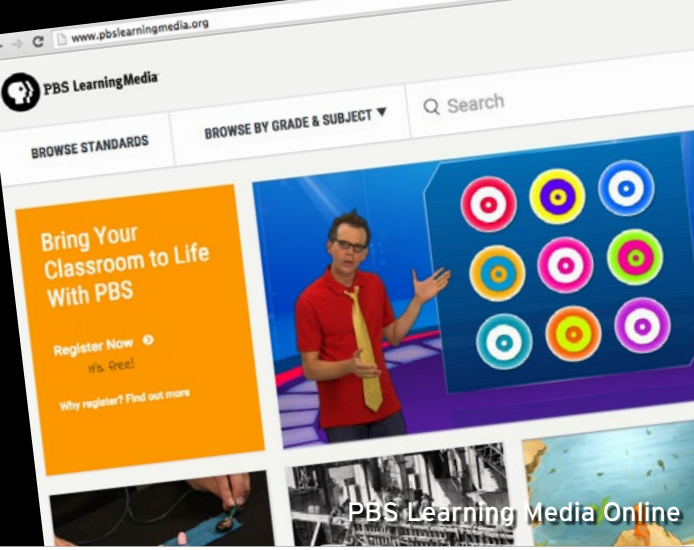 www.pbslearningmedia.org
PBS LearningMedia
BROWSE STANDARDS
BROWSE BY GRADE & SUBJECT
Search
Bring Your
Classroom to Life
With PBS
Register Now
it's free!
Why register? Find out more
PBS Learning Media Online